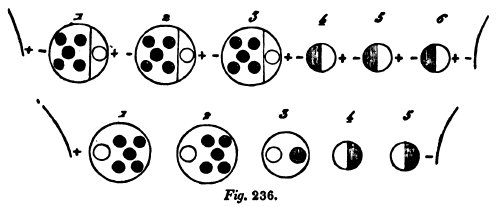 1 2 3 4 5 6
+ - + - + - + - + - + - + -
1 2 3 4 5
+ -
Fig. 236.